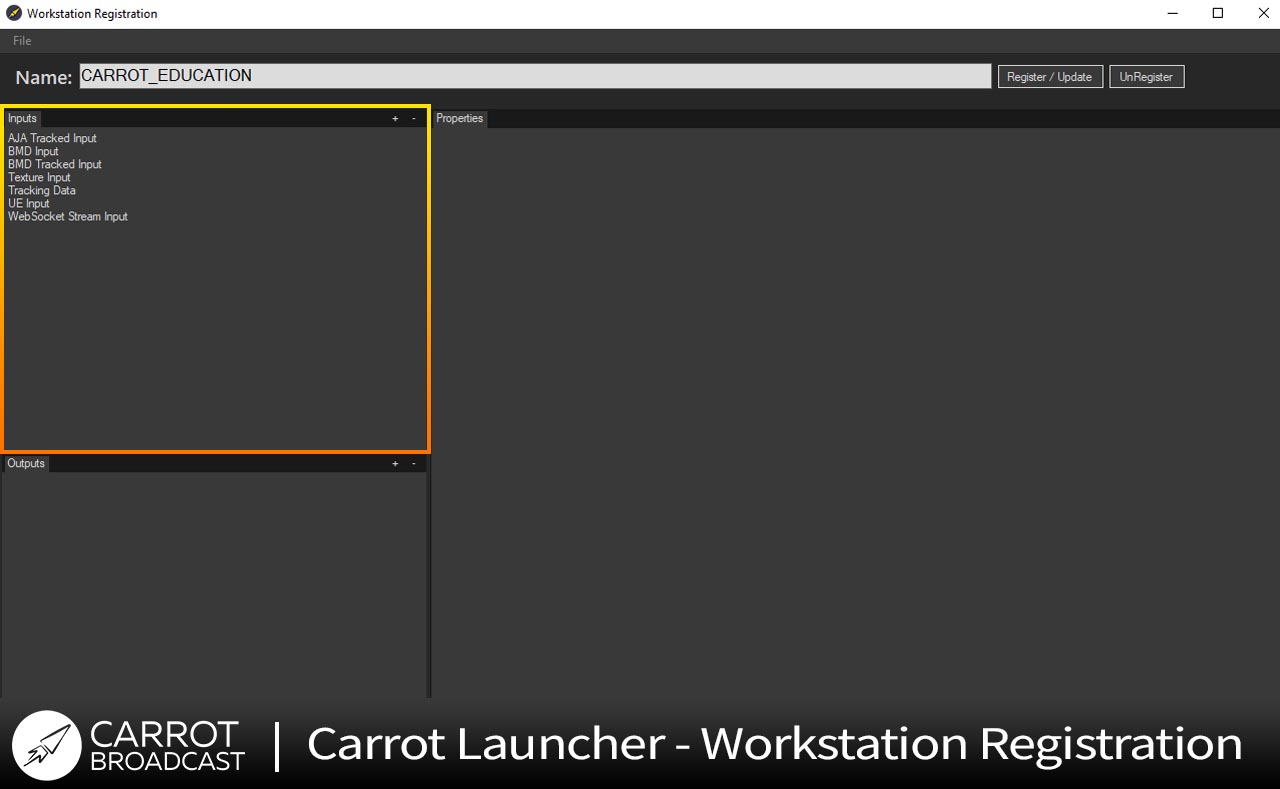 Workstation Registration
File
Name: CARROT_EDUCATION Register / Update UnRegister
Inputs + - Properties
AJA Tracked Input
BMD Input
BMD Tracked Input
Texture Input
Tracking Data
UE Input
WebSocket Stream Input
Outputs + -
CARROT
BROADCAST
Carrot Launcher - Workstation Registration